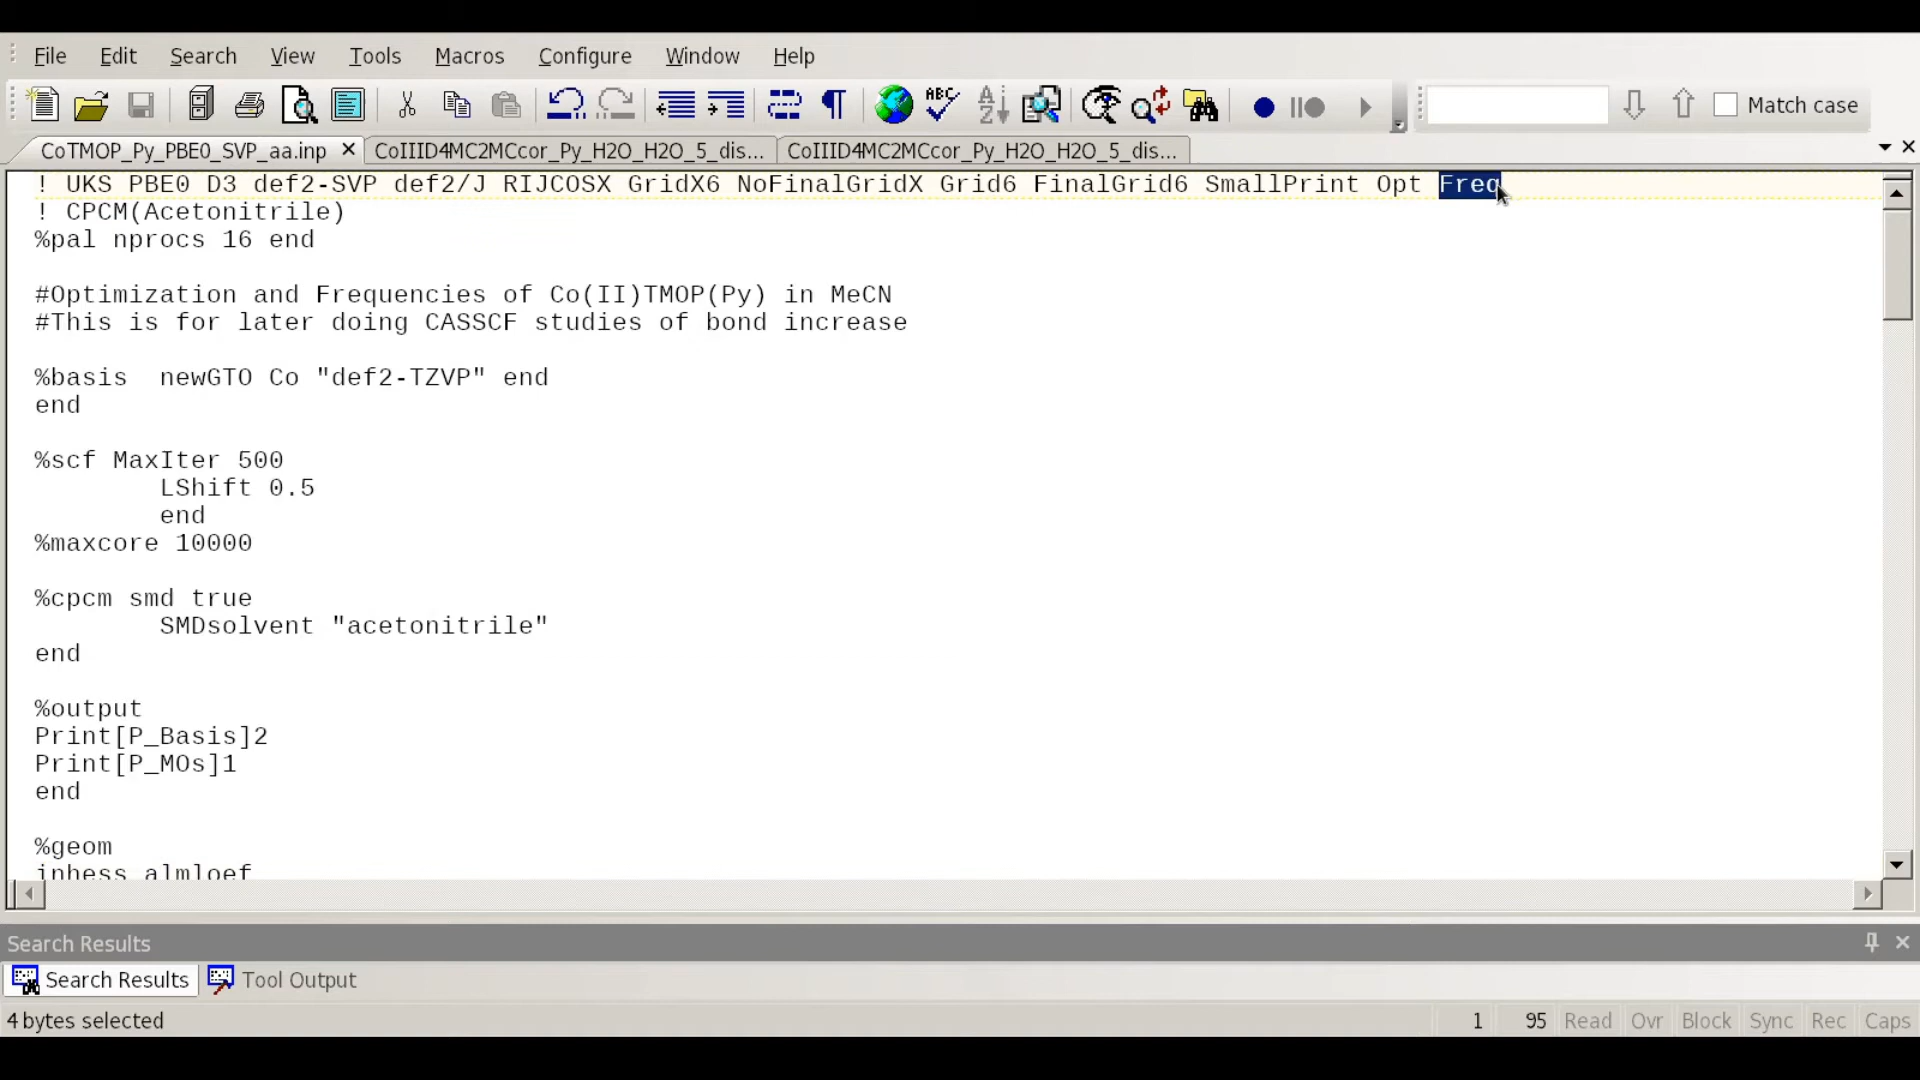 File Edit Search View Tools Macros Configure Window Help
ABC A Z Match case
CoTMOP_Py_PBE0_SVP_aa.inp CoIIID4MC2MCcor_Py_H2O_H2O_5_dis... CoIIID4MC2MCcor_Py_H2O_H2O_5_dis...
! UKS PBE0 D3 def2-SVP def2/J RIJCOSX GridX6 NoFinalGridX Grid6 FinalGrid6 SmallPrint Opt Freq
! CPCM(Acetonitrile)
%pal nprocs 16 end
#Optimization and Frequencies of Co(II)TMOP(Py) in MeCN
#This is for later doing CASSCF studies of bond increase
%basis newGTO Co "def2-TZVP" end
end
%scf MaxIter 500
LShift 0.5
end
%maxcore 10000
%cpcm smd true
SMDsolvent "acetonitrile"
end
%output
Print[P_Basis]2
Print[P_MOs]1
end
%geom
inhess almloef
Search Results
Search Results Tool Output
4 bytes selected 1 95 Read Ovr Block Sync Rec Caps